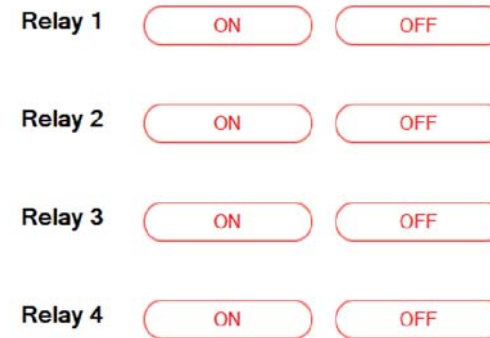 Relay 1 ON OFF
Relay 2 ON OFF
Relay 3 ON OFF
Relay 4 ON OFF